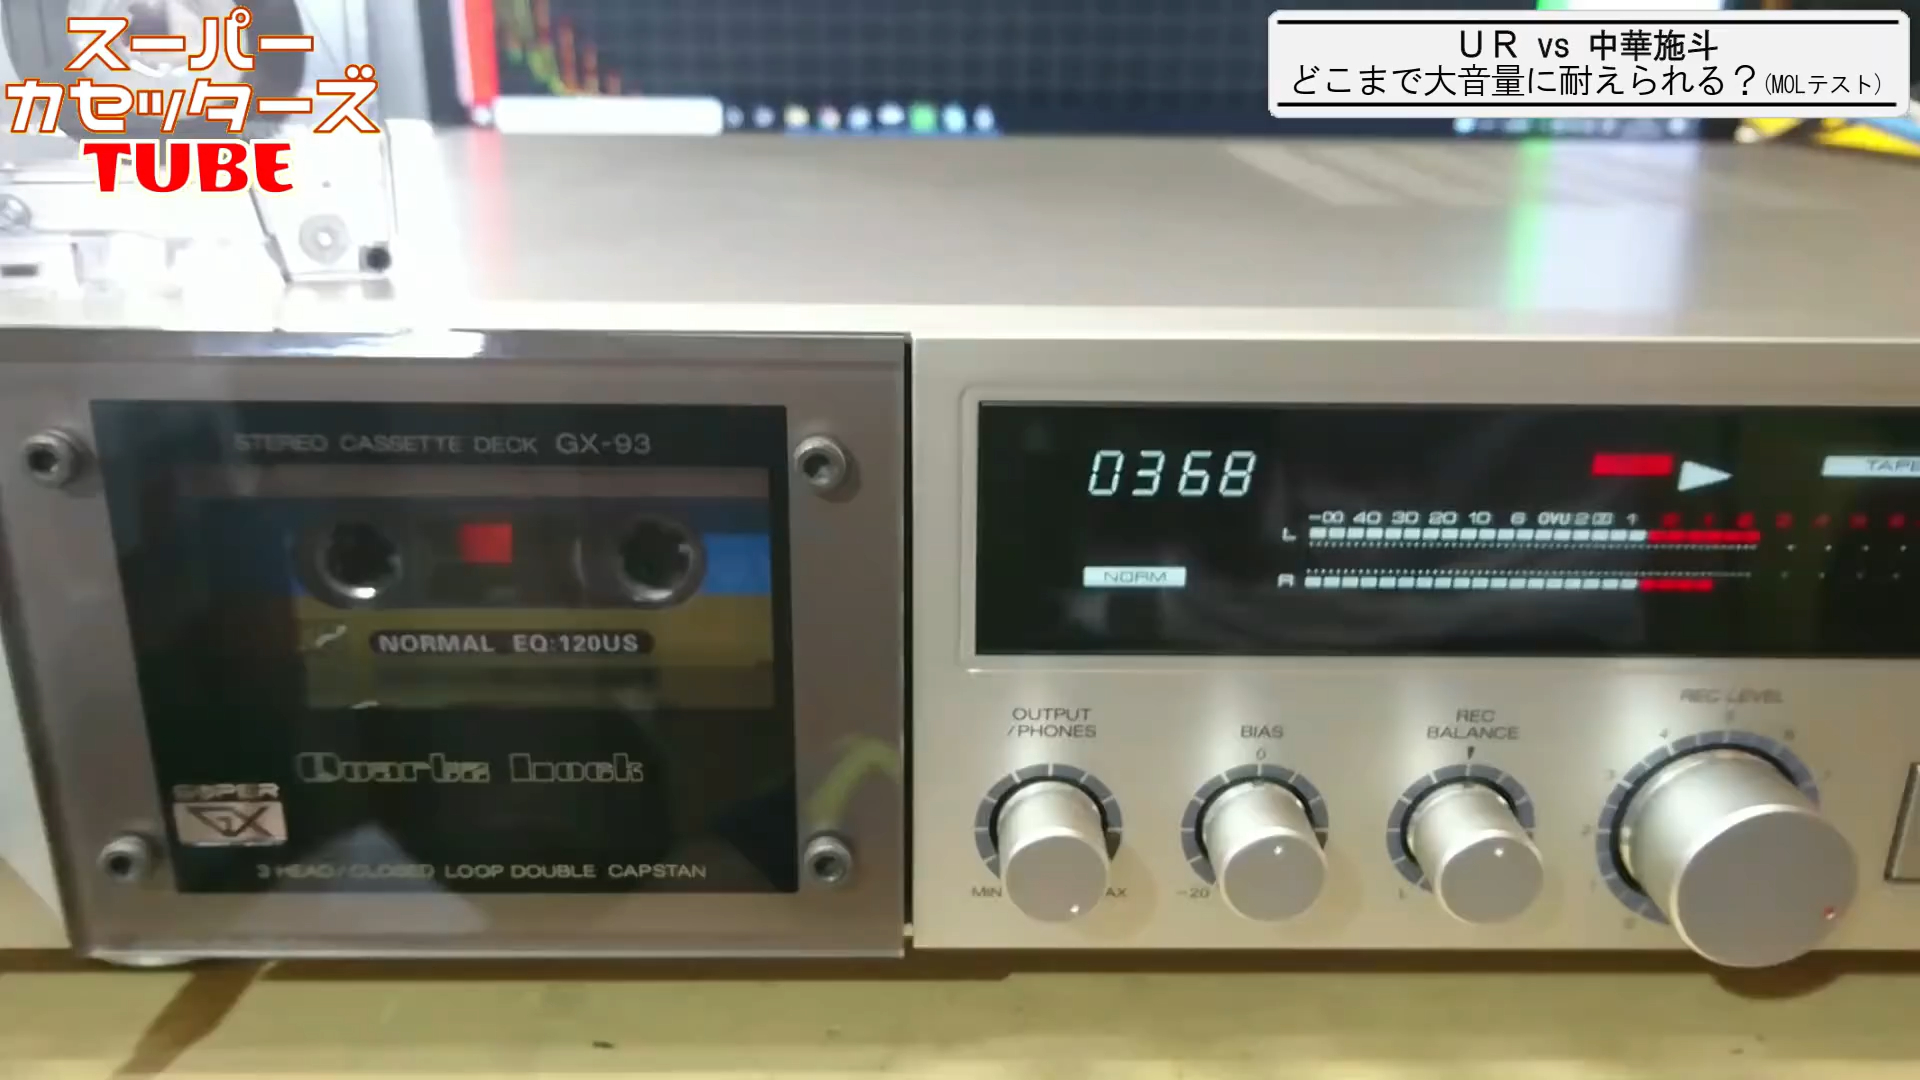 スーパー
カセッターズ
TUBE
UR vs 中華施斗
どこまで大音量に耐えられる？(MOLテスト)
STEREO CASSETTE DECK GX-93
NORMAL EQ:120US
Quartz Lock
SUPER
GX
3 HEAD/CLOSED LOOP DOUBLE CAPSTAN
0368
TAPE
-∞ 40 30 20 10 6 0VU 2 1
L
R
NORM
OUTPUT
/PHONES
MIN
BIAS
0
-20
REC
BALANCE
L
REC LEVEL